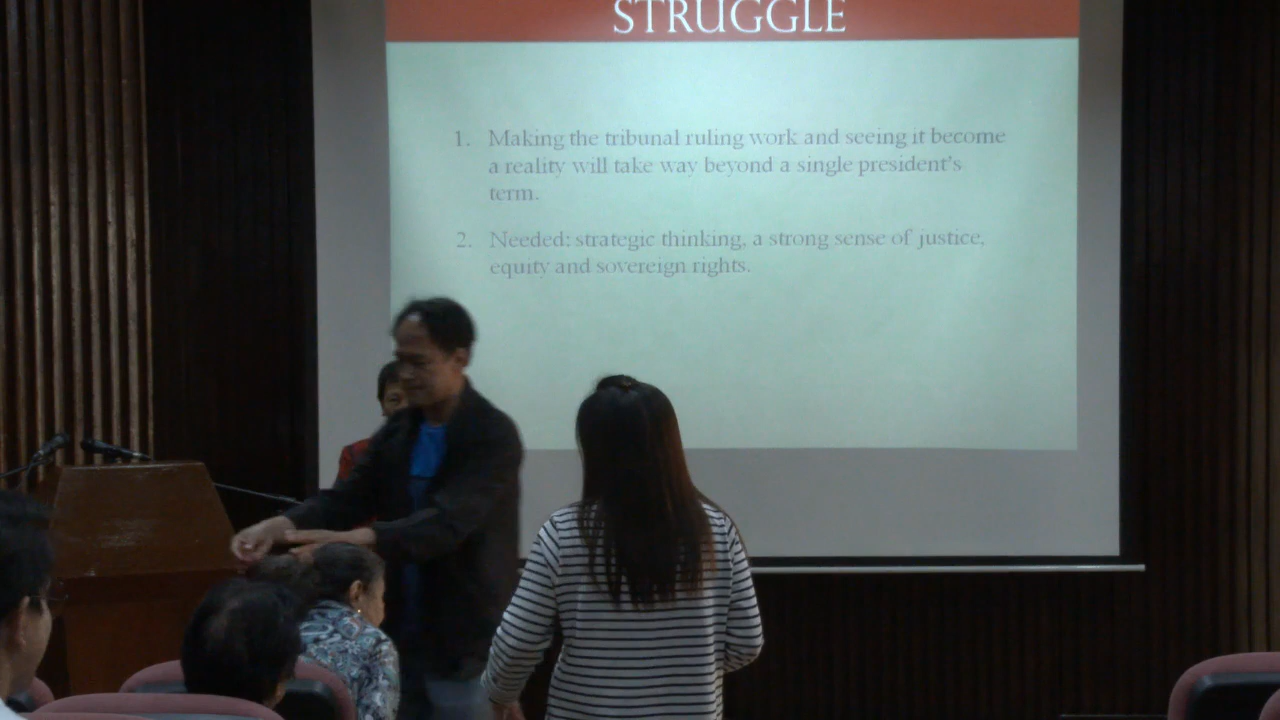 STRUGGLE
1. Making the tribunal ruling work and seeing it become
a reality will take way beyond a single president's
term.
2. Needed: strategic thinking, a strong sense of justice,
equity and sovereign rights.